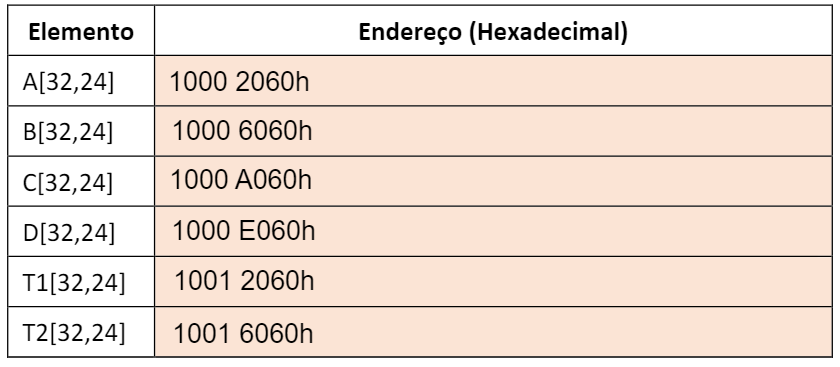 Elemento Endereço (Hexadecimal)
A[32,24] 1000 2060h
B[32,24] 1000 6060h
C[32,24] 1000 A060h
D[32,24] 1000 E060h
T1[32,24] 1001 2060h
T2[32,24] 1001 6060h